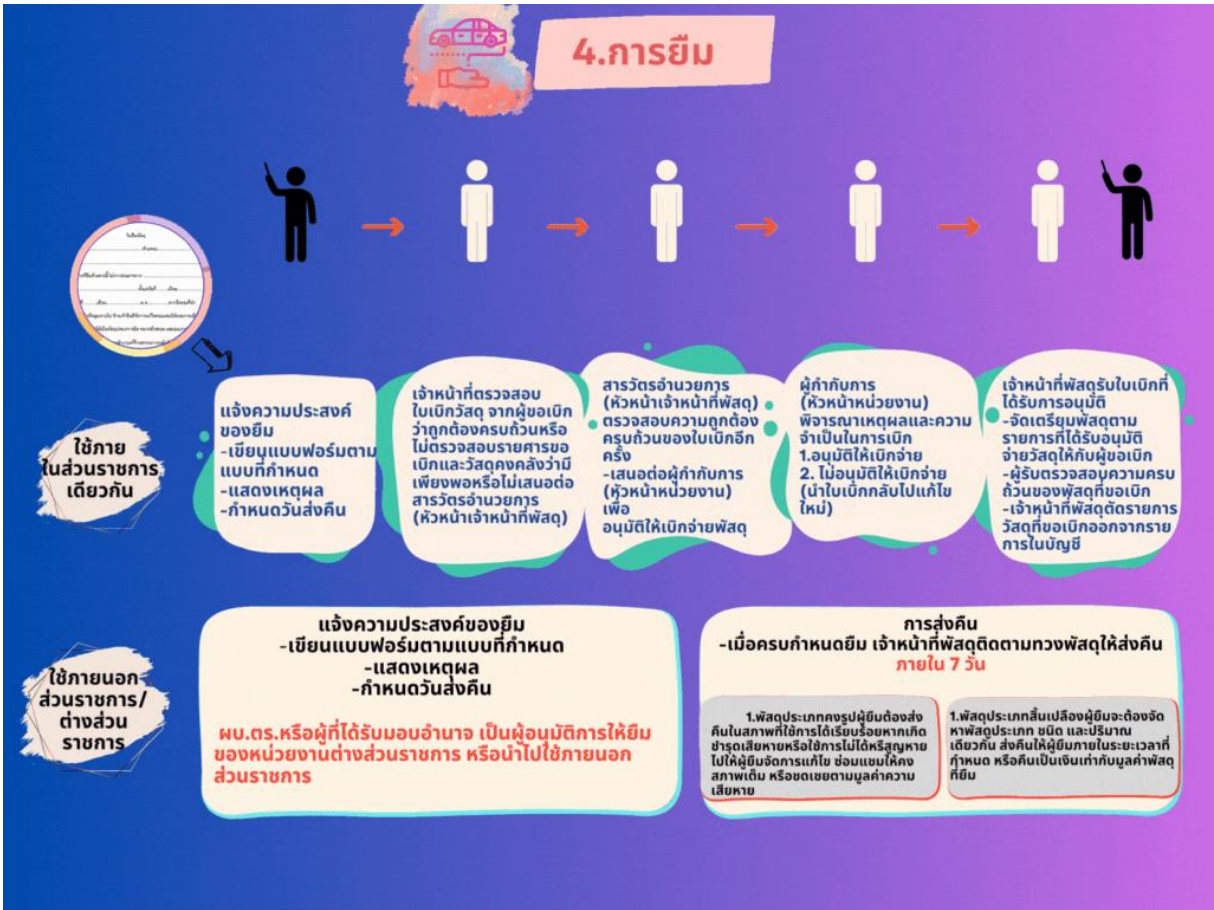 4.การยืม
ใบยืมพัสดุ
ใช้ภาย
ในส่วนราชการ
เดียวกัน
แจ้งความประสงค์
ของยืม
-เขียนแบบฟอร์มตาม
แบบที่กำหนด
-แสดงเหตุผล
-กำหนดวันส่งคืน
เจ้าหน้าที่ตรวจสอบ
ใบเบิกวัสดุ จากผู้ขอเบิก
ว่าถูกต้องครบถ้วนหรือ
ไม่ตรวจสอบรายศารขอ
เบิกและวัสดุคงคลังว่ามี
เพียงพอหรือไม่เสนอต่อ
สารวัตรอำนวยการ
(หัวหน้าเจ้าหน้าที่พัสดุ)
สารวัตรอำนวยการ
(หัวหน้าเจ้าหน้าที่พัสดุ)
ตรวจสอบความถูกต้อง
ครบถ้วนของใบเบิกอีก
ครั้ง
-เสนอต่อผู้กำกับการ
(หัวหน้าหน่วยงาน)
เพื่อ
อนุมัติให้เบิกจ่ายพัสดุ
ผู้กำกับการ
(หัวหน้าหน่วยงาน)
พิจารณาเหตุผลและความ
จำเป็นในการเบิก
1.อนุมัติให้เบิกจ่าย
2. ไม่อนุมัติให้เบิกจ่าย
(นำใบเบิกกลับไปแก้ไข
ใหม่)
เจ้าหน้าที่พัสดุรับใบเบิกที่
ได้รับการอนุมัติ
-จัดเตรียมพัสดุตาม
รายการที่ได้รับอนุมัติ
จ่ายวัสดุให้กับผู้ขอเบิก
-ผู้รับตรวจสอบความครบ
ถ้วนของพัสดุที่ขอเบิก
-เจ้าหน้าที่พัสดุตัดรายการ
วัสดุที่ขอเบิกออกจากราย
การในบัญชี
ใช้ภายนอก
ส่วนราชการ/
ต่างส่วน
ราชการ
แจ้งความประสงค์ของยืม
-เขียนแบบฟอร์มตามแบบที่กำหนด
-แสดงเหตุผล
-กำหนดวันส่งคืน
ผบ.ตร.หรือผู้ที่ได้รับมอบอำนาจ เป็นผู้อนุมัติการให้ยืม
ของหน่วยงานต่างส่วนราชการ หรือนำไปใช้ภายนอก
ส่วนราชการ
การส่งคืน
-เมื่อครบกำหนดยืม เจ้าหน้าที่พัสดุติดตามทวงพัสดุให้ส่งคืน
ภายใน 7 วัน
1.พัสดุประเภทคงรูปผู้ยืมต้องส่ง
คืนในสภาพที่ใช้การได้เรียบร้อยหากเกิด
ชำรุดเสียหายหรือใช้การไม่ได้หรืสูญหาย
ไปให้ผู้ยืมจัดการแก้ไข ซ่อมแซมให้คง
สภาพเดิม หรือชดเชยตามมูลค่าความ
เสียหาย
1.พัสดุประเภทสิ้นเปลืองผู้ยืมจะต้องจัด
หาพัสดุประเภท ชนิด และปริมาณ
เดียวกัน ส่งคืนให้ผู้ยืมภายในระยะเวลาที่
กำหนด หรือคืนเป็นเงินเท่ากับมูลค่าพัสดุ
ที่ยืม